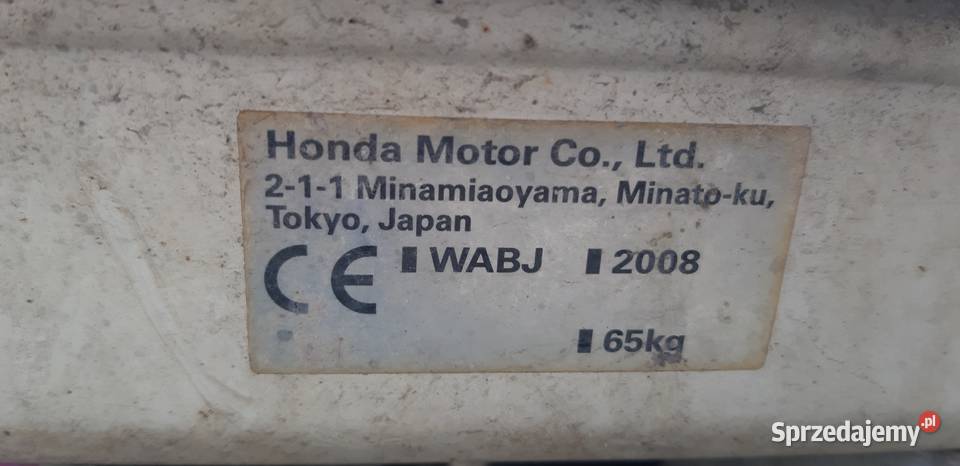 Honda Motor Co., Ltd.
2-1-1 Minamiaoyama, Minato-ku,
Tokyo, Japan
CE ▮ WABJ ▮ 2008
▮ 65kg
Sprzedajemy.pl